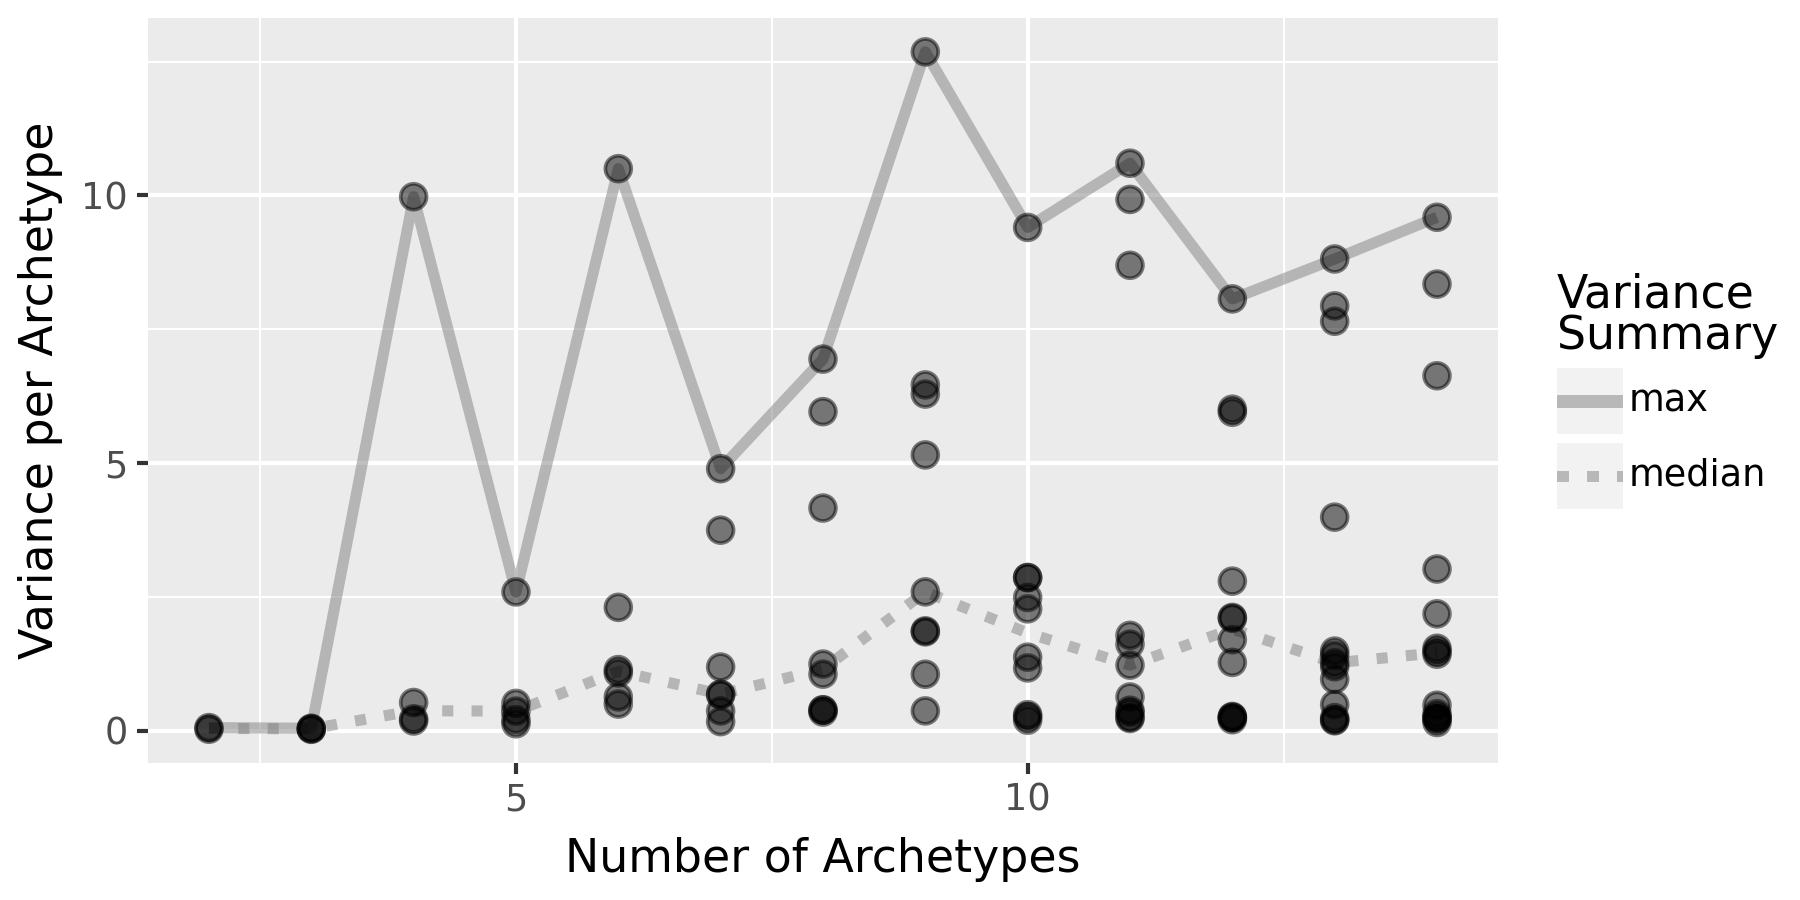 Variance per Archetype
10
5
0
5
10
Number of Archetypes
Variance
Summary
max
median